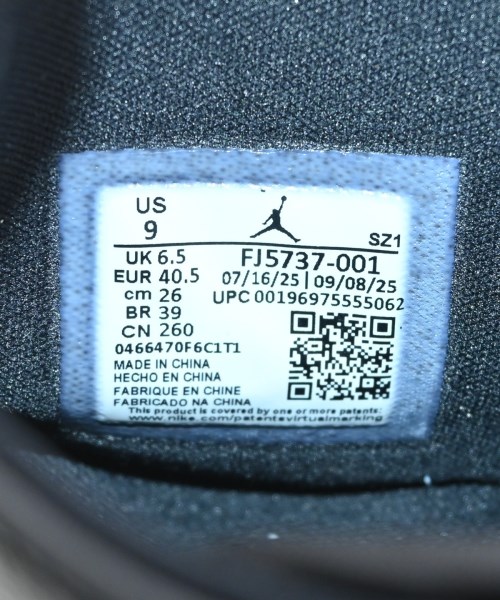 US
9
SZ1
UK 6.5
EUR 40.5
cm 26
BR 39
CN 260
FJ5737-001
07/16/25 | 09/08/25
UPC 00196975555062
0466470F6C1T1
MADE IN CHINA
HECHO EN CHINA
FABRIQUE EN CHINE
FABRICADO NA CHINA
This product is covered by one or more patents:
www.nike.com/patentsvirtualmarking